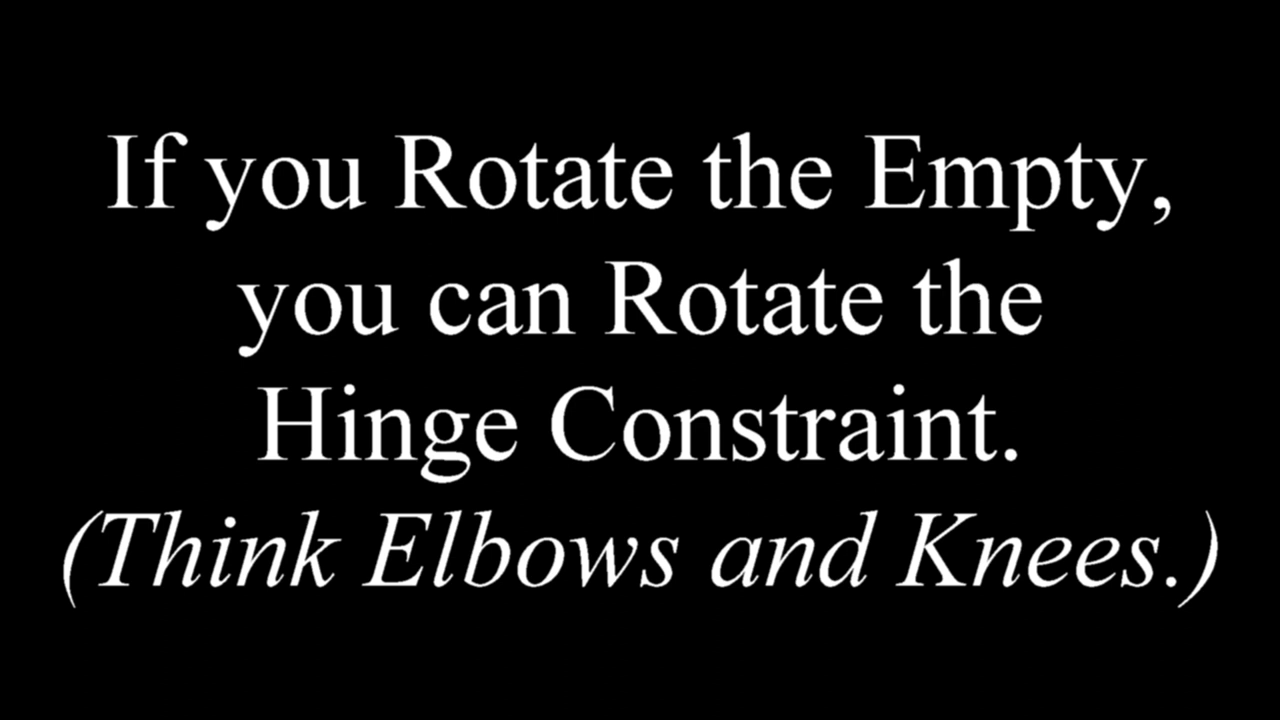 If you Rotate the Empty,
you can Rotate the
Hinge Constraint.
(Think Elbows and Knees.)